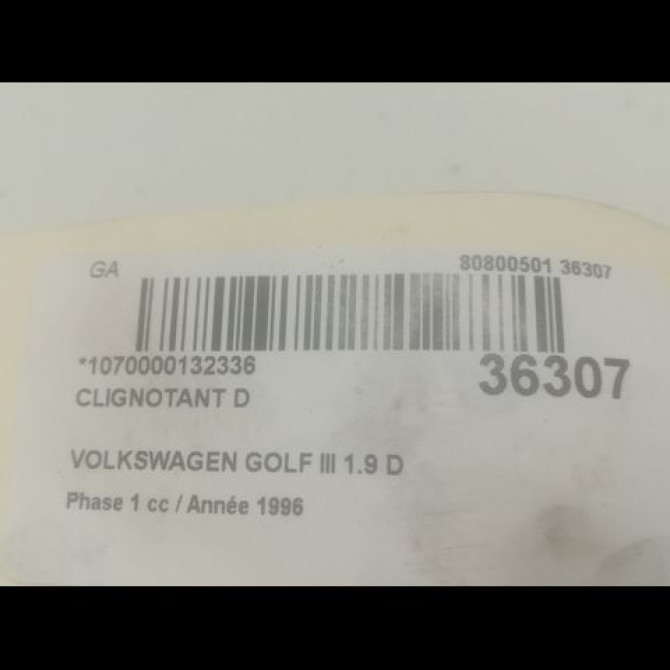 GA 80800501 36307
*1070000132336 36307
CLIGNOTANT D
VOLKSWAGEN GOLF III 1.9 D
Phase 1 cc / Année 1996